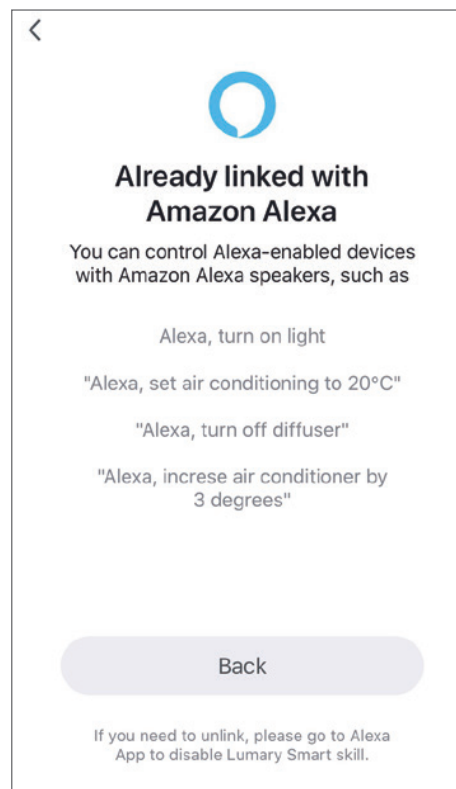 Already linked with
Amazon Alexa
You can control Alexa-enabled devices
with Amazon Alexa speakers, such as
Alexa, turn on light
"Alexa, set air conditioning to 20°C"
"Alexa, turn off diffuser"
"Alexa, increse air conditioner by
3 degrees"
Back
If you need to unlink, please go to Alexa
App to disable Lumary Smart skill.